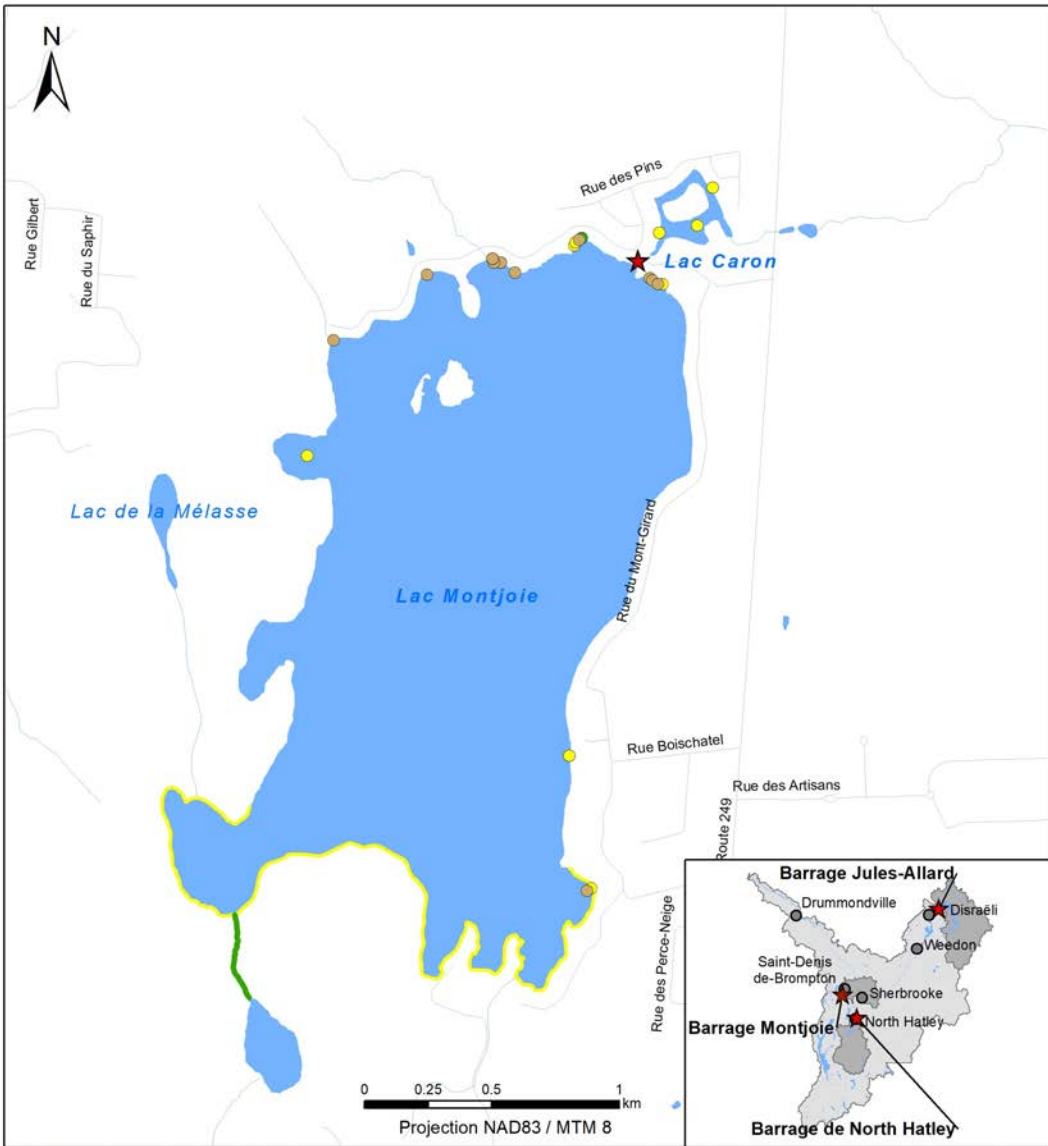 N
Rue des Pins
Rue Gilbert
Rue du Saphir
Lac Caron
Lac de la Mélasse
Rue du Mont-Girard
Lac Montjoie
Rue Boischatel
Rue des Artisans
Route 249
Rue des Perce-Neige
Barrage Jules-Allard
Drummondville
Disraëli
Weedon
Saint-Denis
de-Brompton
Sherbrooke
Barrage Montjoie
North Hatley
Barrage de North Hatley
0 0.25 0.5 1
km
Projection NAD83 / MTM 8